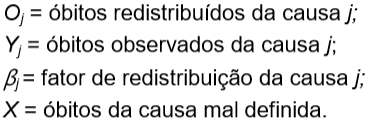 Oj = óbitos redistribuídos da causa j;
Yj = óbitos observados da causa j;
βj = fator de redistribuição da causa j;
X = óbitos da causa mal definida.